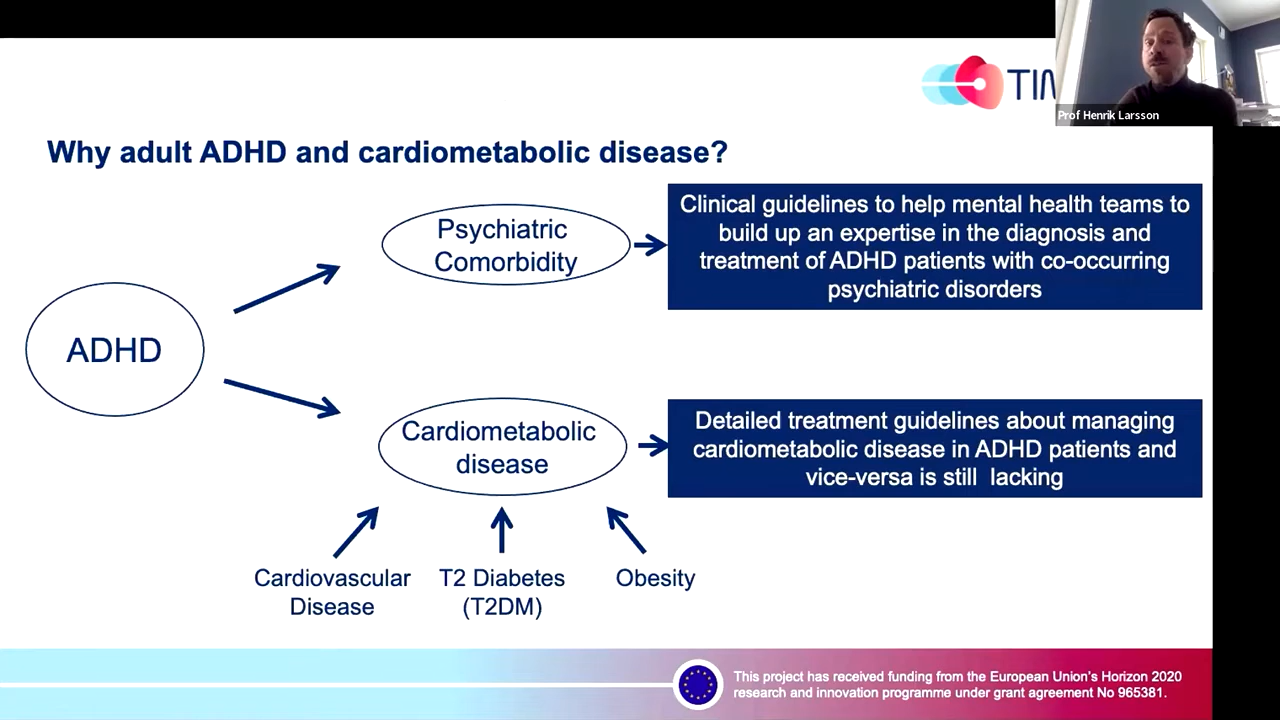 TIM
Prof Henrik Larsson
Why adult ADHD and cardiometabolic disease?
Psychiatric
Comorbidity
Clinical guidelines to help mental health teams to
build up an expertise in the diagnosis and
treatment of ADHD patients with co-occurring
psychiatric disorders
ADHD
Cardiometabolic
disease
Detailed treatment guidelines about managing
cardiometabolic disease in ADHD patients and
vice-versa is still lacking
Cardiovascular
Disease
T2 Diabetes
(T2DM)
Obesity
This project has received funding from the European Union's Horizon 2020
research and innovation programme under grant agreement No 965381.